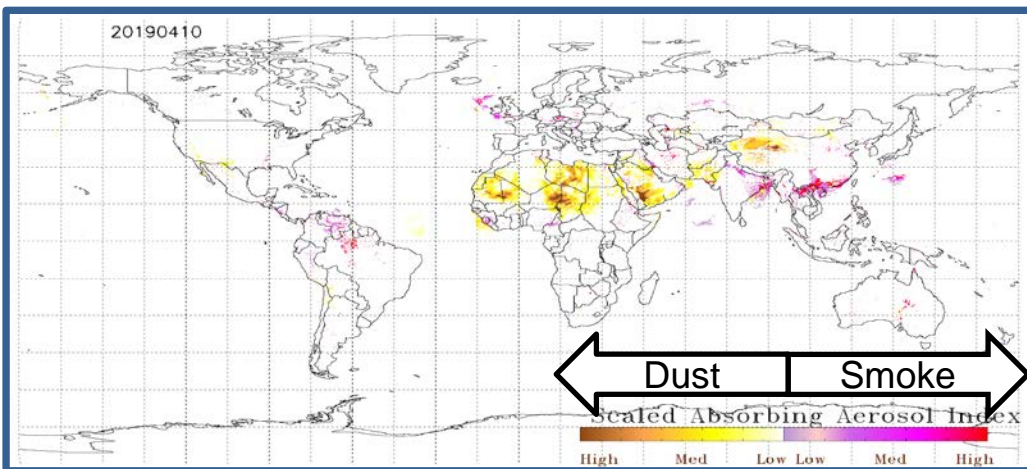 20190410
Dust Smoke
Scaled Absorbing Aerosol Index
High Med Low Low Med High